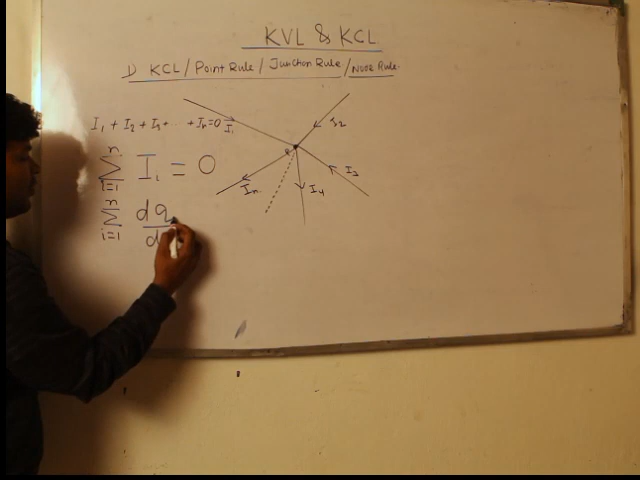 KVL & KCL
1) KCL / Point Rule / Junction Rule / Node Rule.
I₁ + I₂ + I₃ + ... + Iₙ = 0
I₁
I₂
I₃
I₄
Iₙ
n
∑ Iᵢ = 0
i=1
n
∑ dq
i=1 d